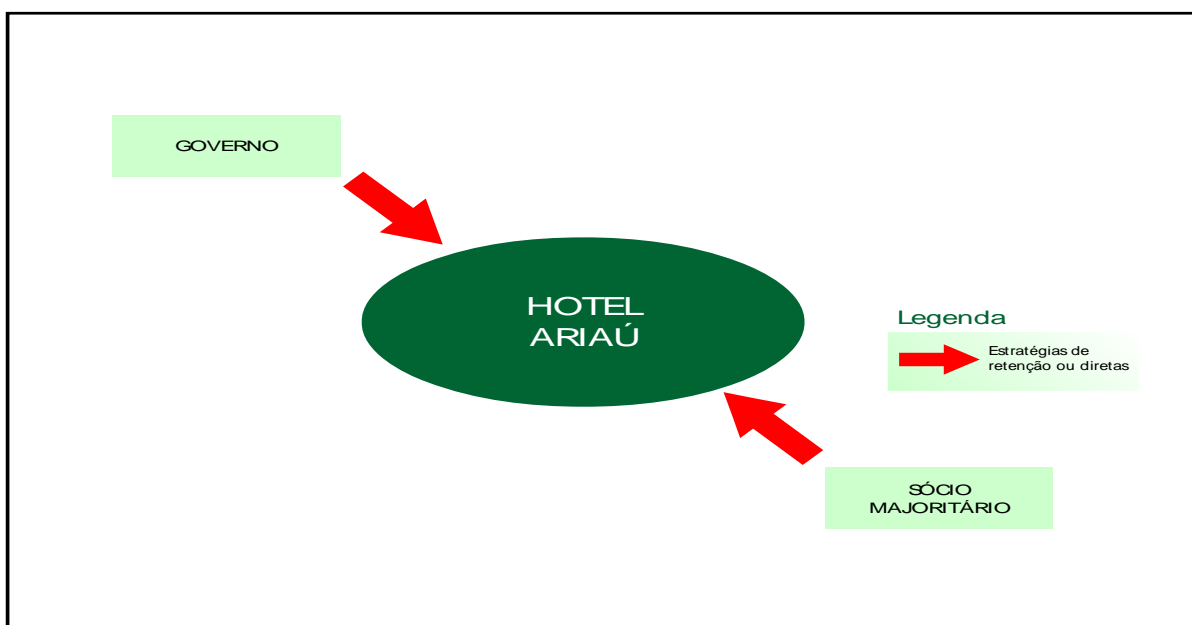 GOVERNO
HOTEL
ARIAÚ
Legenda
Estratégias de
retenção ou diretas
SÓCIO
MAJORITÁRIO